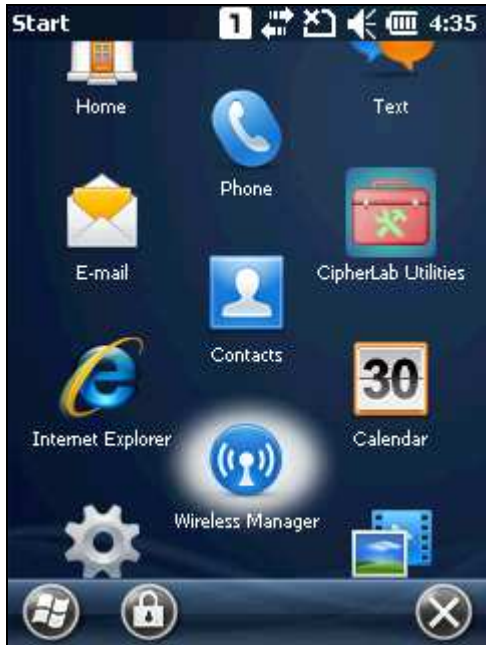 Start 1 4:35
Home
Text
Phone
E-mail
CipherLab Utilities
Contacts
30
Internet Explorer
Calendar
Wireless Manager